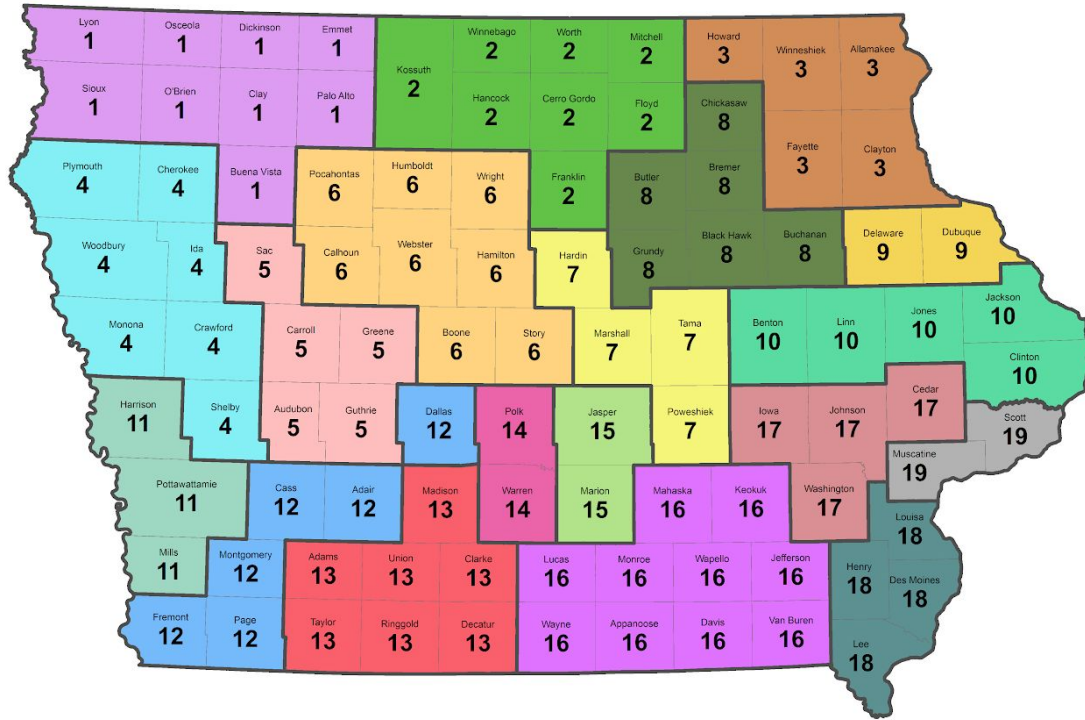 Lyon
1
Osceola
1
Dickinson
1
Emmet
1
Kossuth
2
Winnebago
2
Worth
2
Mitchell
2
Howard
3
Winneshiek
3
Allamakee
3
Sioux
1
O'Brien
1
Clay
1
Palo Alto
1
Hancock
2
Cerro Gordo
2
Floyd
2
Chickasaw
8
Fayette
3
Clayton
3
Plymouth
4
Cherokee
4
Buena Vista
1
Pocahontas
6
Humboldt
6
Wright
6
Franklin
2
Butler
8
Bremer
8
Woodbury
4
Ida
4
Sac
5
Calhoun
6
Webster
6
Hamilton
6
Hardin
7
Grundy
8
Black Hawk
8
Buchanan
8
Delaware
9
Dubuque
9
Monona
4
Crawford
4
Carroll
5
Greene
5
Boone
6
Story
6
Marshall
7
Tama
7
Benton
10
Linn
10
Jones
10
Jackson
10
Clinton
10
Harrison
11
Shelby
4
Audubon
5
Guthrie
5
Dallas
12
Polk
14
Jasper
15
Poweshiek
7
Iowa
17
Johnson
17
Cedar
17
Scott
19
Muscatine
19
Pottawattamie
11
Cass
12
Adair
12
Madison
13
Warren
14
Marion
15
Mahaska
16
Keokuk
16
Washington
17
Louisa
18
Mills
11
Montgomery
12
Adams
13
Union
13
Clarke
13
Lucas
16
Monroe
16
Wapello
16
Jefferson
16
Henry
18
Des Moines
18
Fremont
12
Page
12
Taylor
13
Ringgold
13
Decatur
13
Wayne
16
Appanoose
16
Davis
16
Van Buren
16
Lee
18